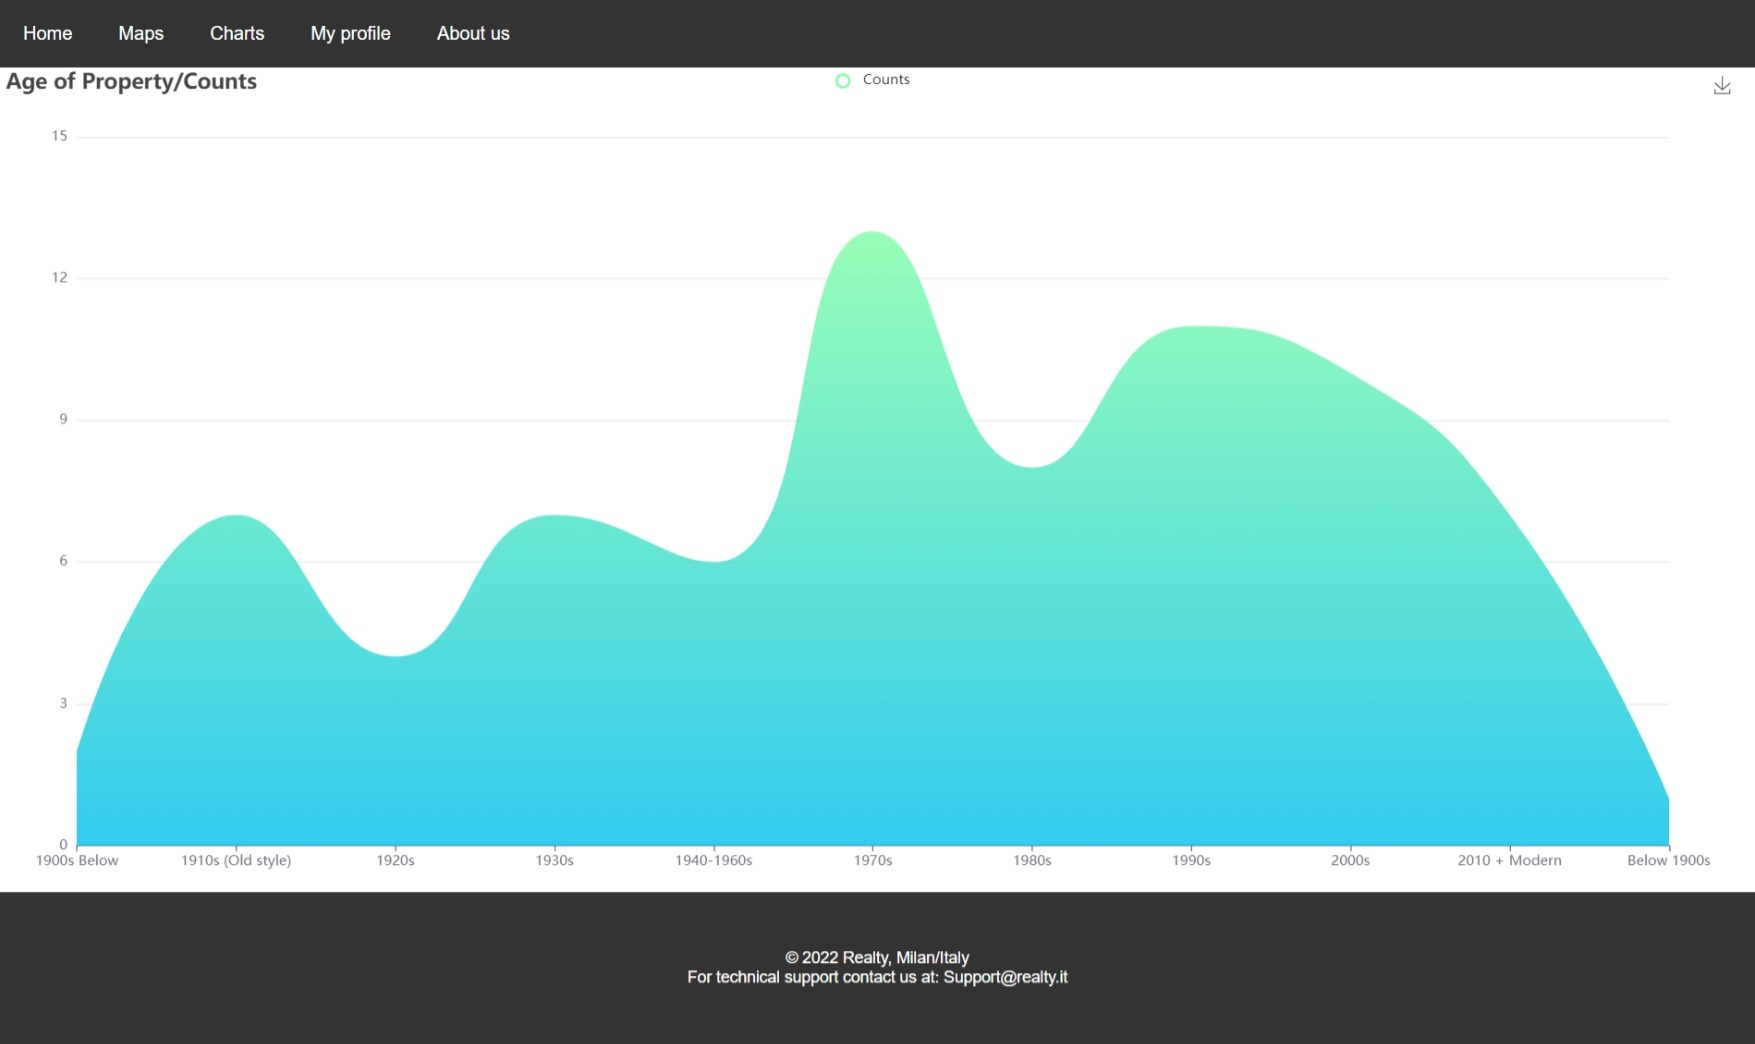 Home Maps Charts My profile About us
Age of Property/Counts
Counts
15
12
9
6
3
0
1900s Below 1910s (Old style) 1920s 1930s 1940-1960s 1970s 1980s 1990s 2000s 2010 + Modern Below 1900s
© 2022 Realty, Milan/Italy
For technical support contact us at: Support@realty.it